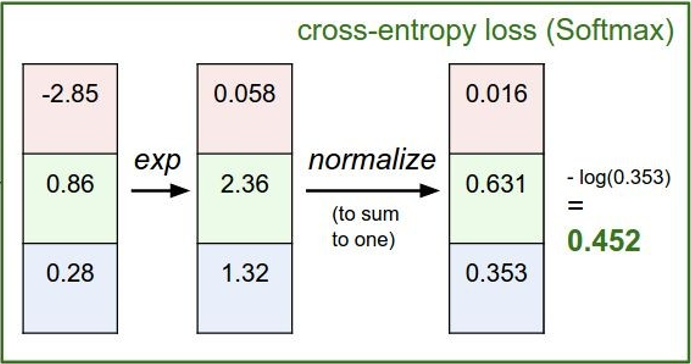 cross-entropy loss (Softmax)
-2.85
0.86
0.28
exp
0.058
2.36
1.32
normalize
(to sum
to one)
0.016
0.631
0.353
- log(0.353)
=
0.452